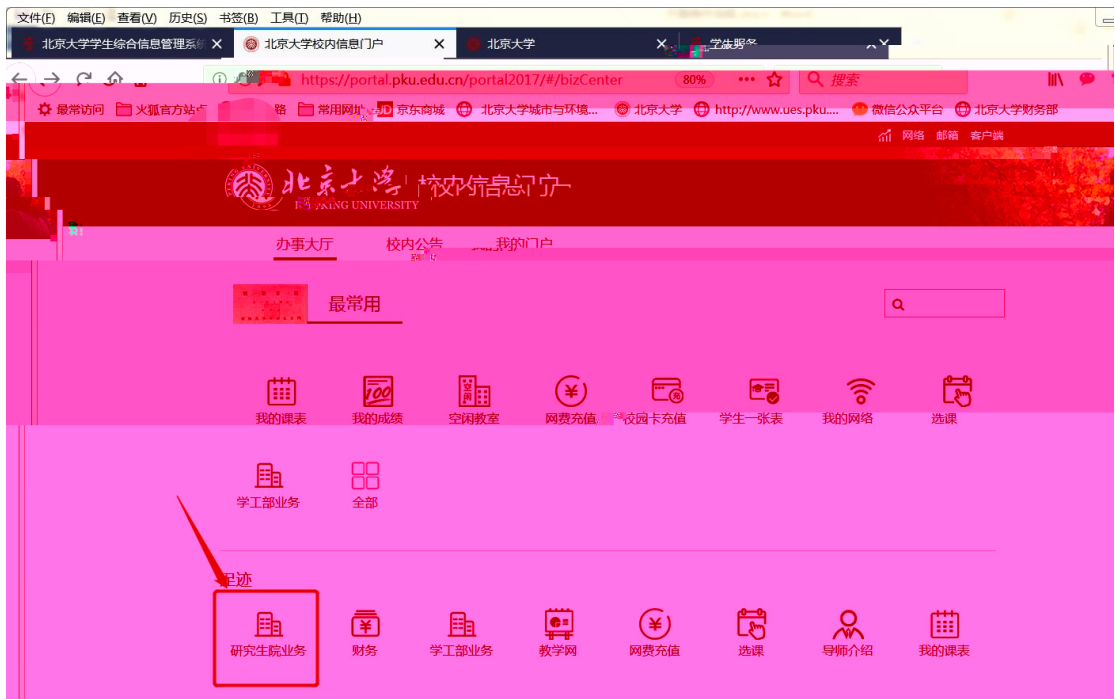 文件(F) 编辑(E) 查看(V) 历史(S) 书签(B) 工具(T) 帮助(H)
北京大学学生综合信息管理系统 北京大学校内信息门户 北京大学
https://portal.pku.edu.cn/portal2017/#/bizCenter 80% 搜索
最常访问 火狐官方站点 常用网址 京东商城 北京大学城市与环境... 北京大学 http://www.ues.pku.... 微信公众平台 北京大学财务部
网络 邮箱 客户端
北京大学 校内信息门户
PEKING UNIVERSITY
办事大厅 校内公告 我的门户
最常用
我的课表 我的成绩 空闲教室 网费充值 校园卡充值 学生一张表 我的网络 选课
学工部业务 全部
足迹
研究生院业务 财务 学工部业务 教学网 网费充值 选课 导师介绍 我的课表